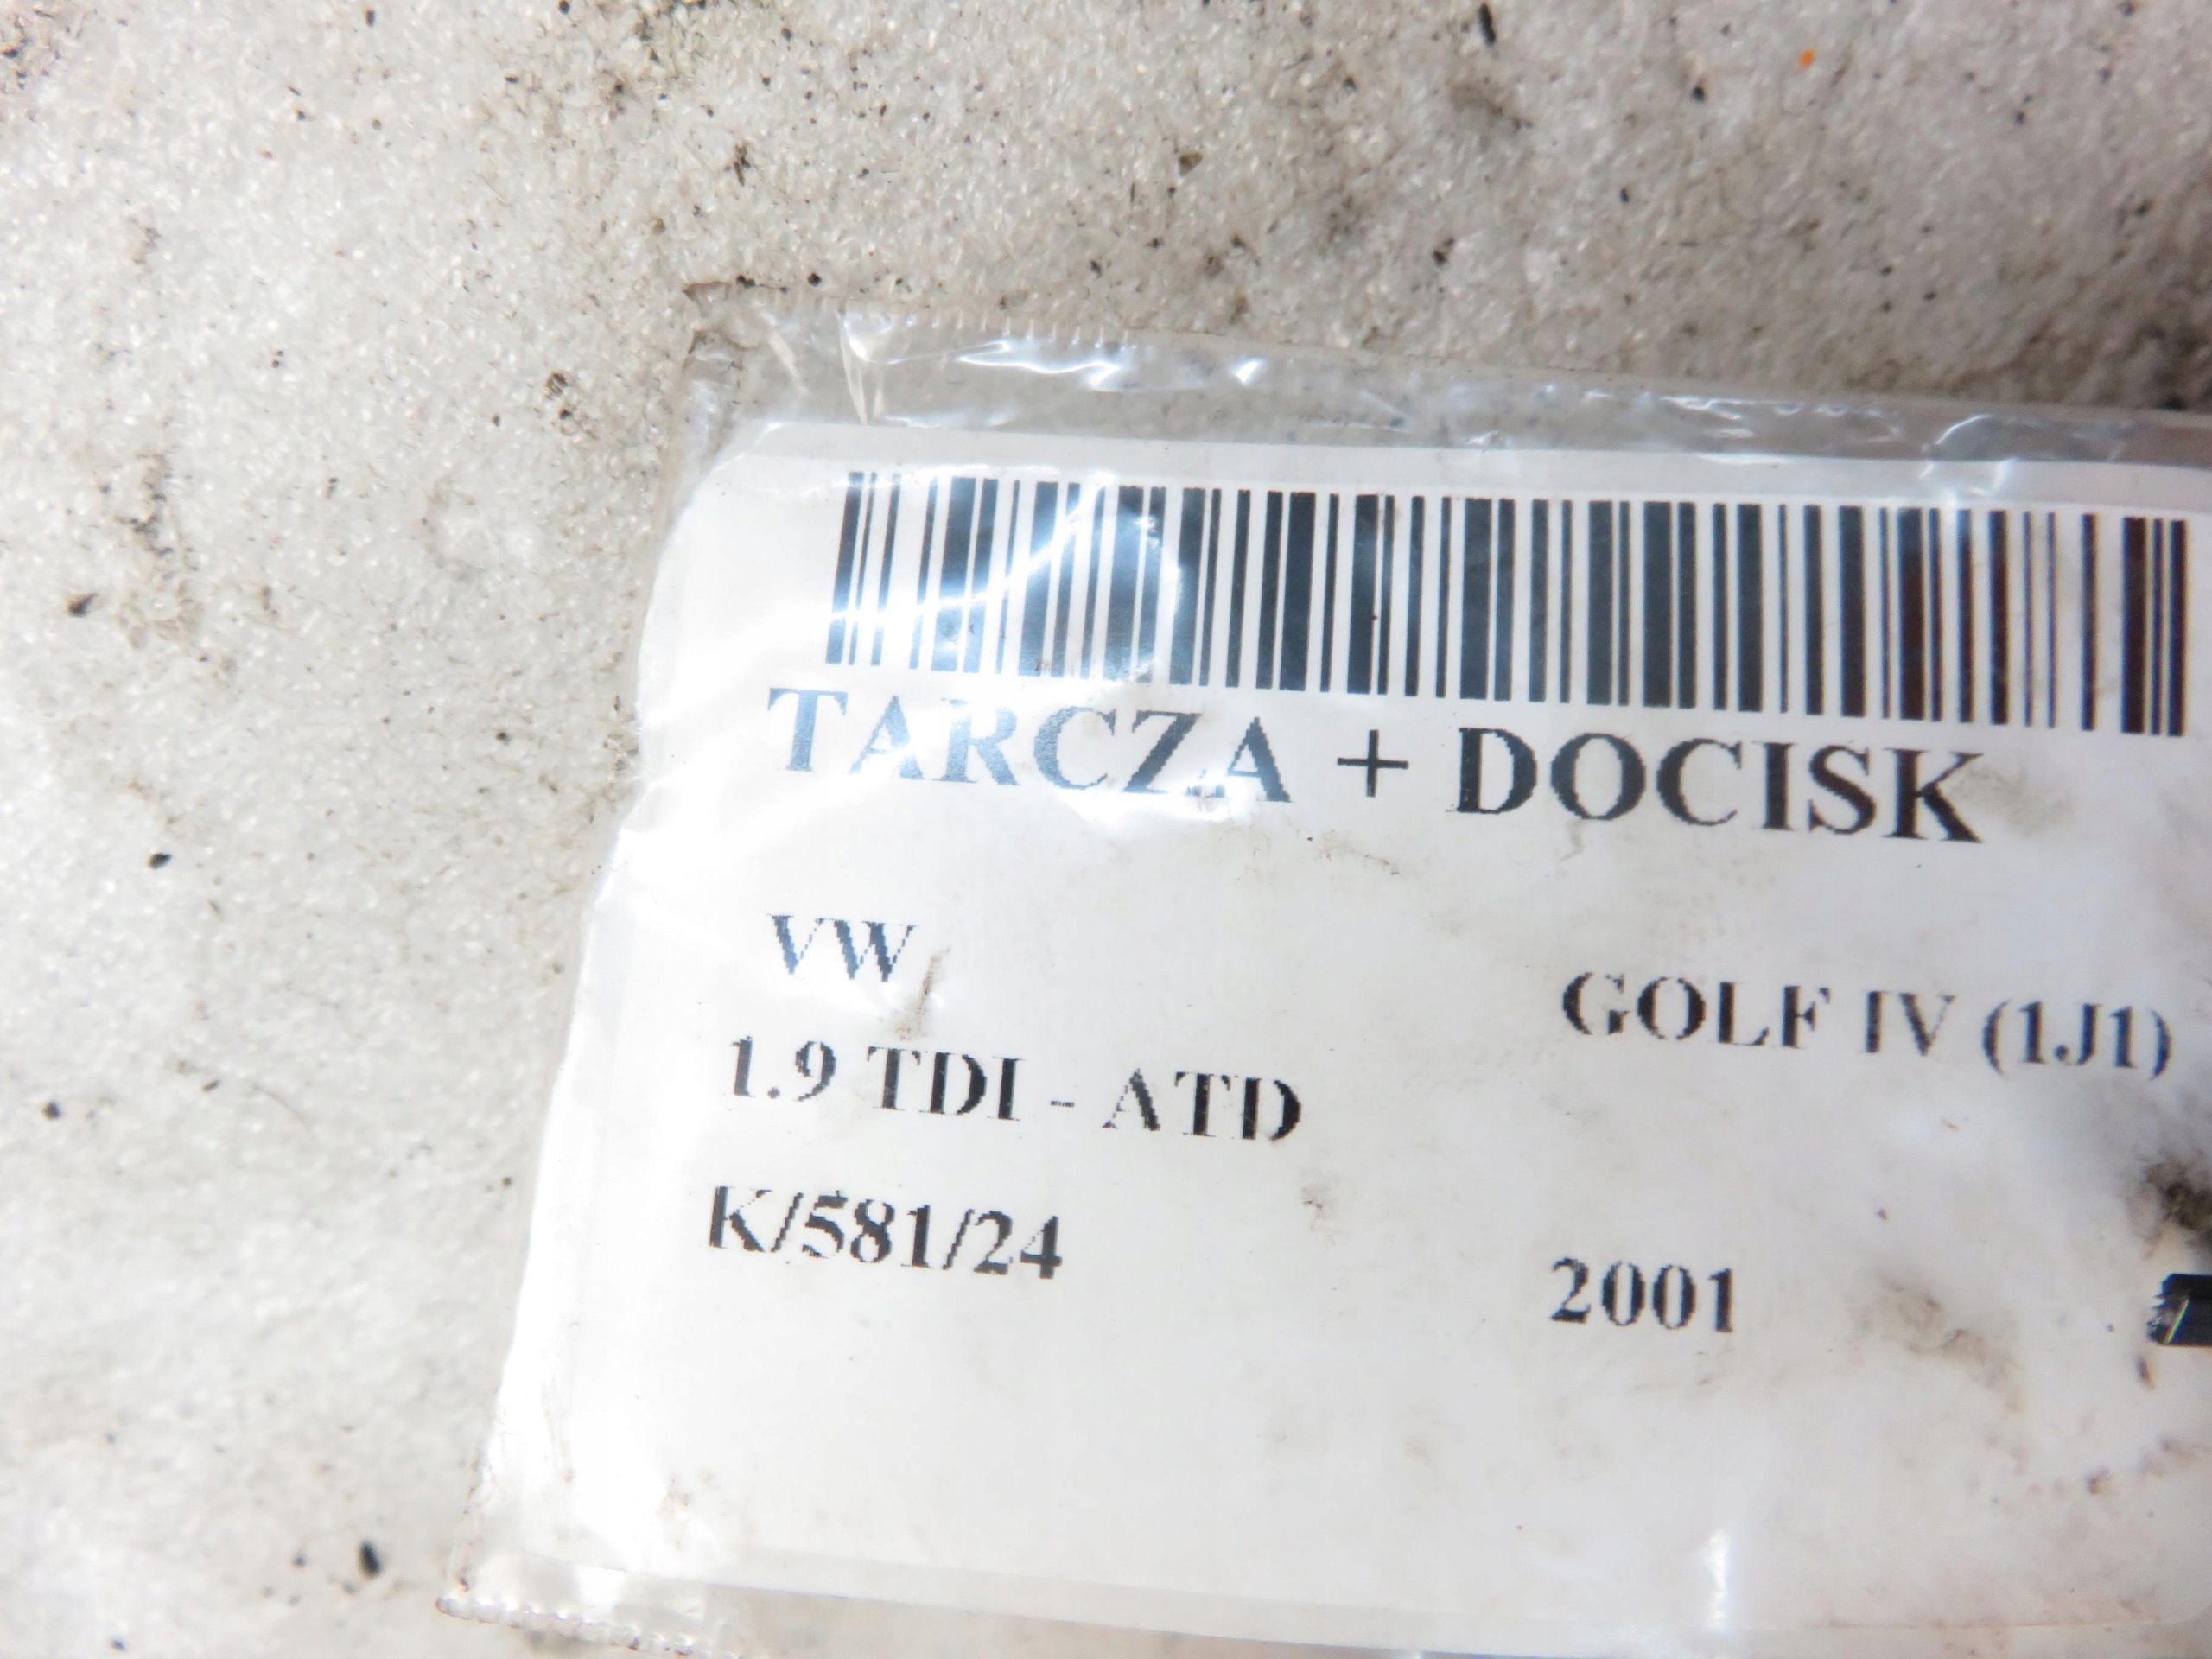 TARCZA + DOCISK
VW
GOLF IV (1J1)
1.9 TDI - ATD
K/581/24
2001